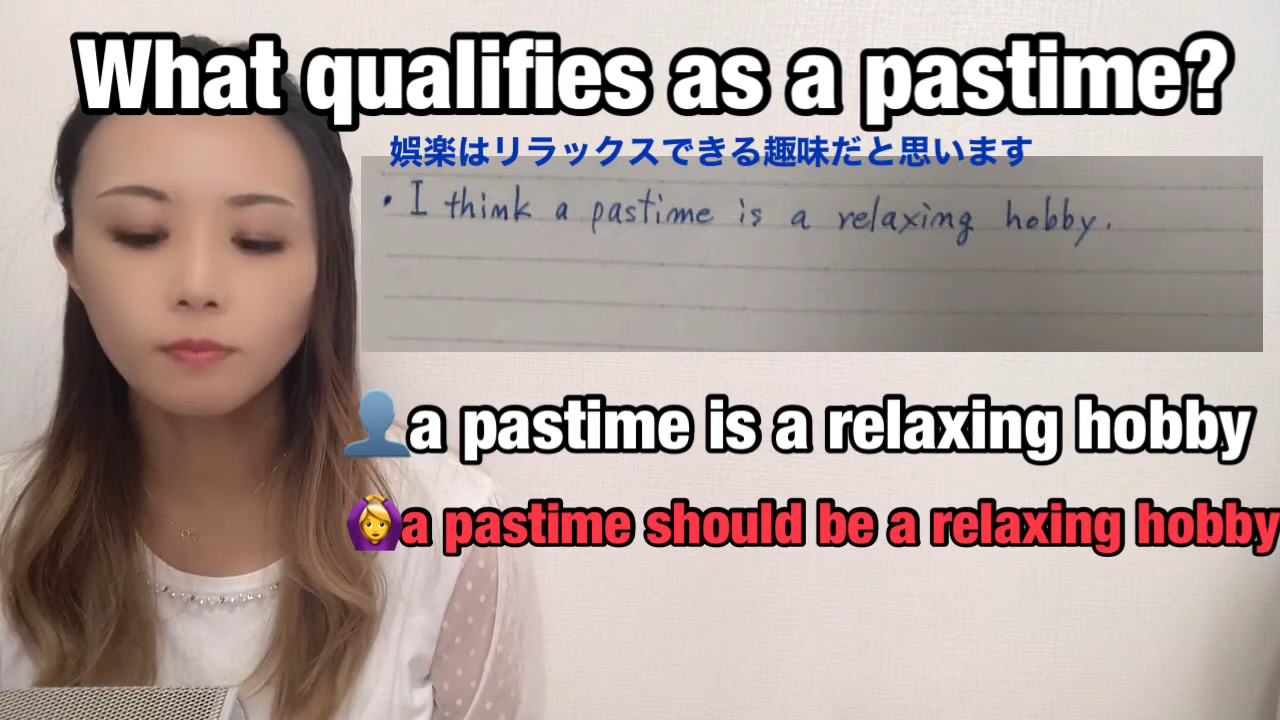 What qualifies as a pastime?
娯楽はリラックスできる趣味だと思います
・I think a pastime is a relaxing hobby.
a pastime is a relaxing hobby
a pastime should be a relaxing hobby